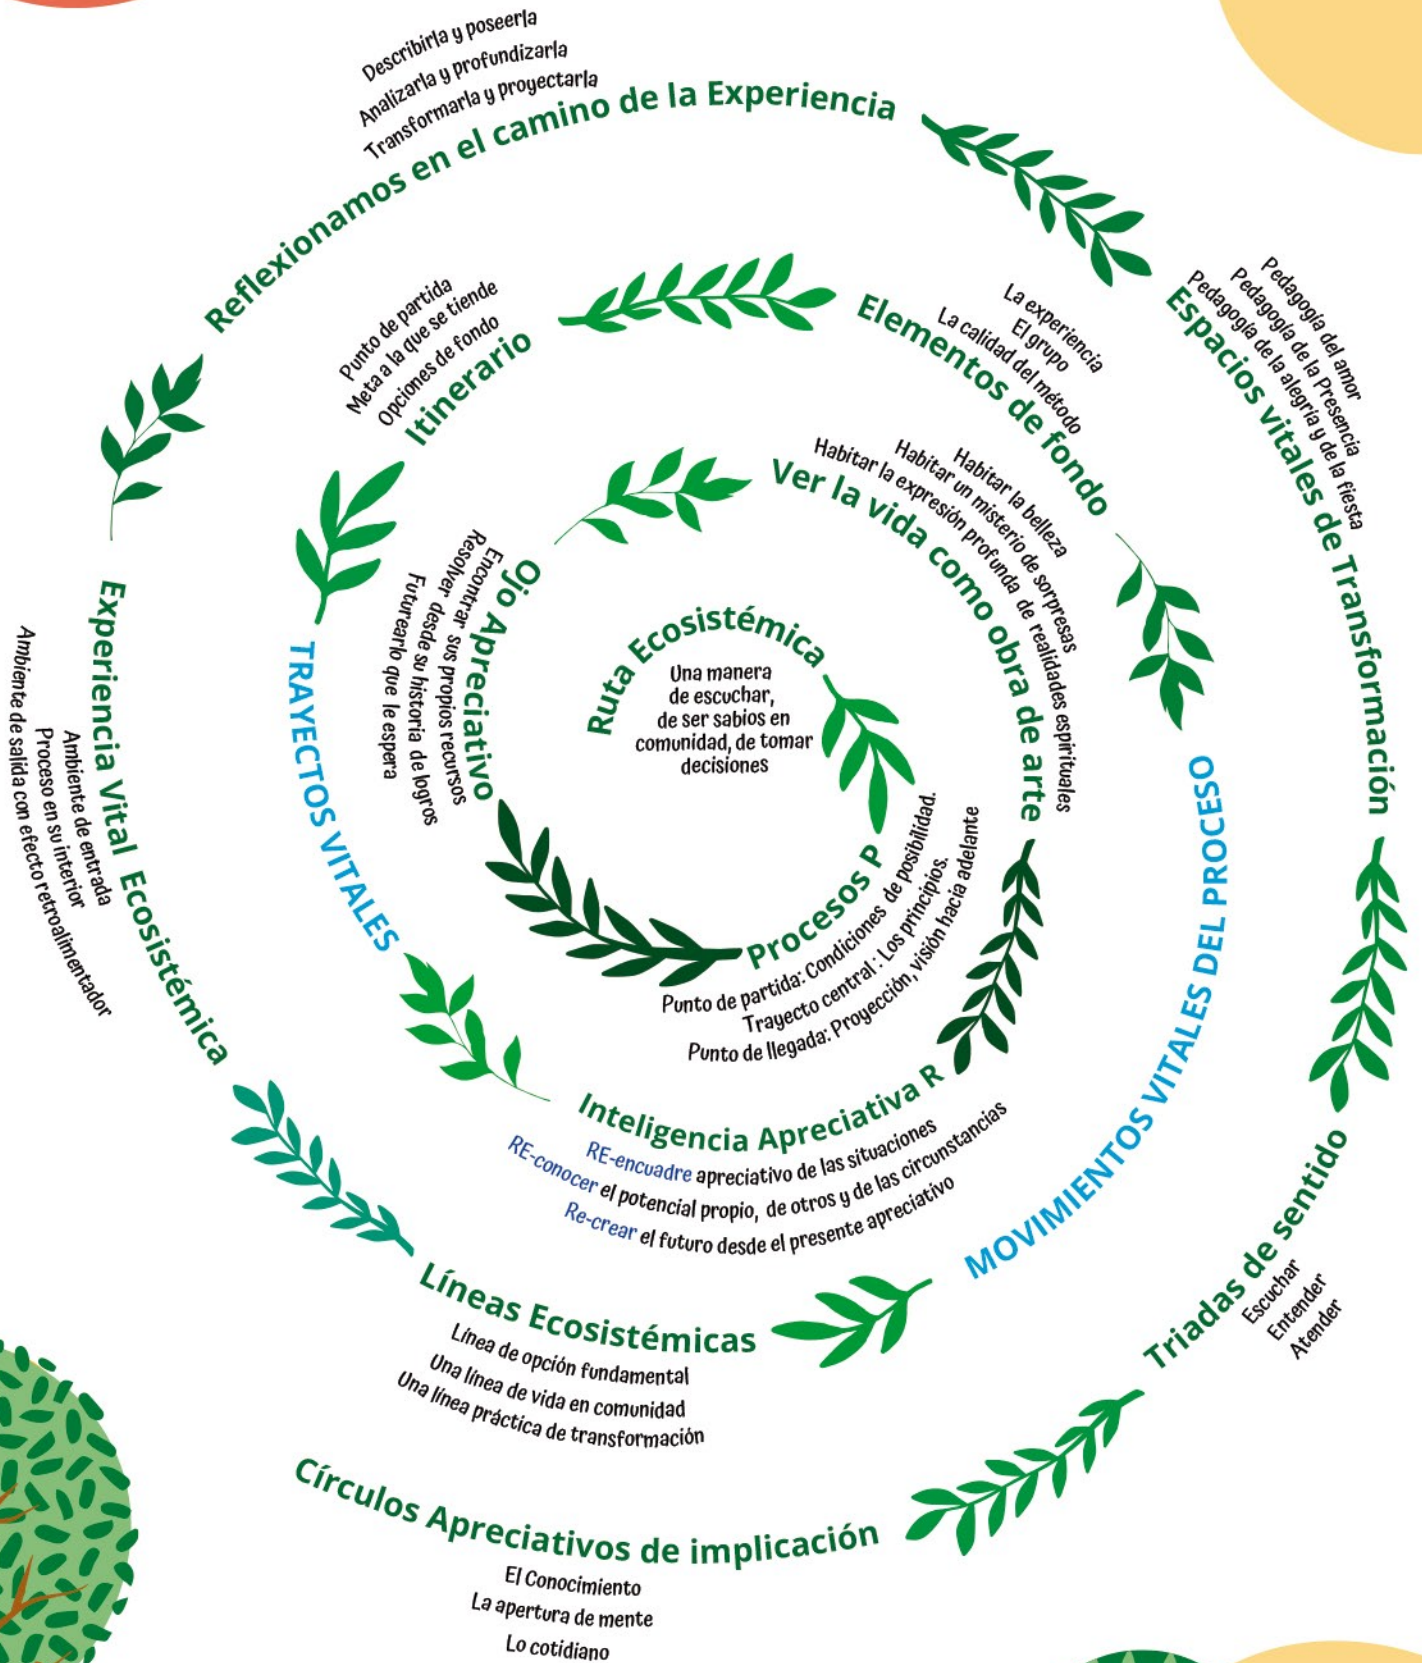 Ruta Ecosistémica
Una manera
de escuchar,
de ser sabios en
comunidad, de tomar
decisiones
Procesos P
Punto de partida: Condiciones de posibilidad.
Trayecto central : Los principios.
Punto de llegada: Proyección, visión hacia adelante
Ojo Apreciativo
Encontrar sus propios recursos
Resolver desde su historia de logros
Futurearlo que le espera
Ver la vida como obra de arte
Habitar la belleza
Habitar un misterio de sorpresas
Habitar la expresión profunda de realidades espirituales
Inteligencia Apreciativa R
RE-encuadre apreciativo de las situaciones
RE-conocer el potencial propio, de otros y de las circunstancias
Re-crear el futuro desde el presente apreciativo
TRAYECTOS VITALES
Itinerario
Punto de partida
Meta a la que se tiende
Opciones de fondo
Elementos de fondo
La experiencia
El grupo
La calidad del método
MOVIMIENTOS VITALES DEL PROCESO
Líneas Ecosistémicas
Línea de opción fundamental
Una línea de vida en comunidad
Una línea práctica de transformación
Experiencia Vital Ecosistémica
Ambiente de entrada
Proceso en su interior
Ambiente de salida con efecto retroalimentador
Reflexionamos en el camino de la Experiencia
Describirla y poseerla
Analizarla y profundizarla
Transformarla y proyectarla
Espacios vitales de Transformación
Pedagogía del amor
Pedagogía de la Presencia
Pedagogía de la alegría y de la fiesta
Triadas de sentido
Escuchar
Entender
Atender
Círculos Apreciativos de implicación
El Conocimiento
La apertura de mente
Lo cotidiano